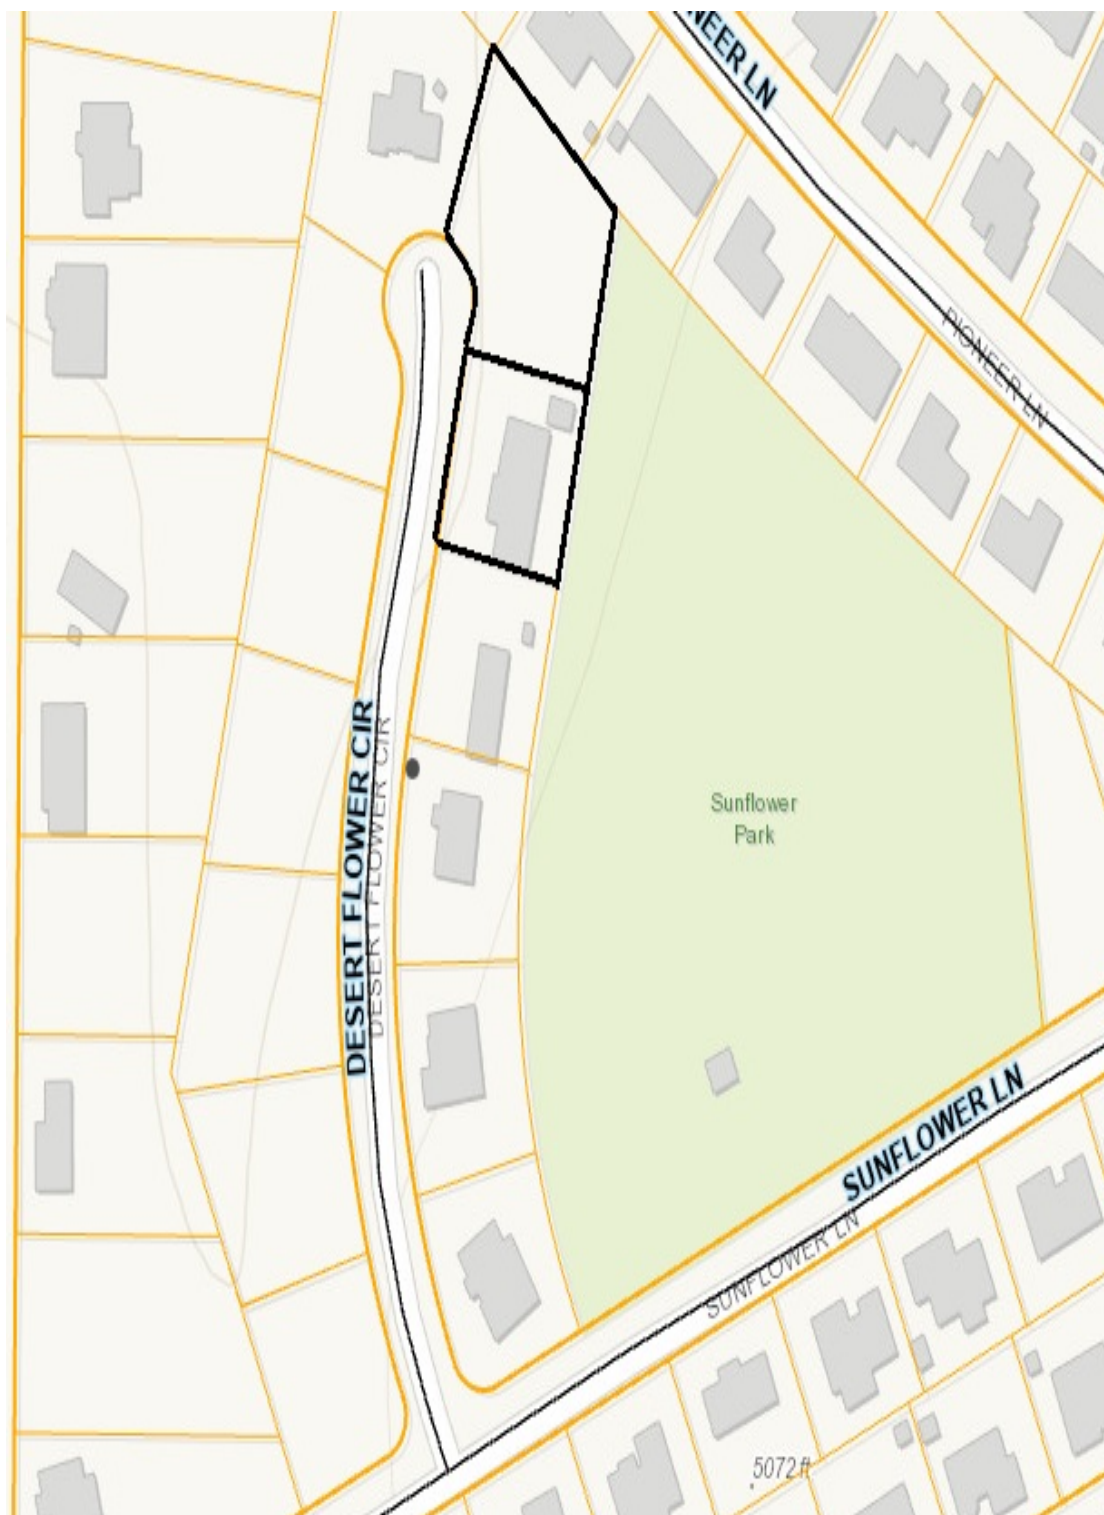 NEER LN
PIONEER LN
DESERT FLOWER CIR
DESERT FLOWER CIR
Sunflower
Park
SUNFLOWER LN
SUNFLOWER LN
5072 ft